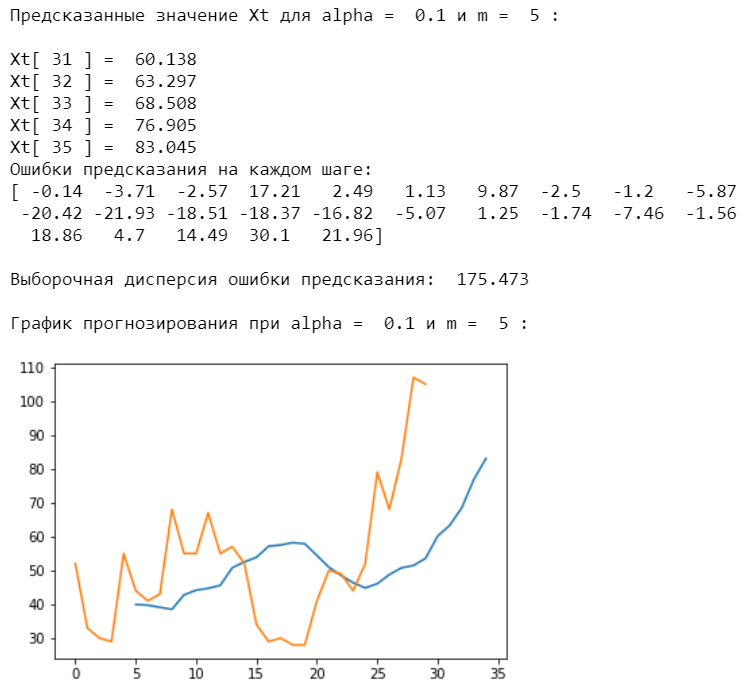 Предсказанные значение Xt для alpha =  0.1 и m =  5 :
Xt[ 31 ] =  60.138
Xt[ 32 ] =  63.297
Xt[ 33 ] =  68.508
Xt[ 34 ] =  76.905
Xt[ 35 ] =  83.045
Ошибки предсказания на каждом шаге:
[ -0.14  -3.71  -2.57  17.21   2.49   1.13   9.87  -2.5   -1.2   -5.87
-20.42 -21.93 -18.51 -18.37 -16.82  -5.07   1.25  -1.74  -7.46  -1.56
18.86   4.7   14.49  30.1   21.96]
Выборочная дисперсия ошибки предсказания:  175.473
График прогнозирования при alpha =  0.1 и m =  5 :
110
100
90
80
70
60
50
40
30
0 5 10 15 20 25 30 35